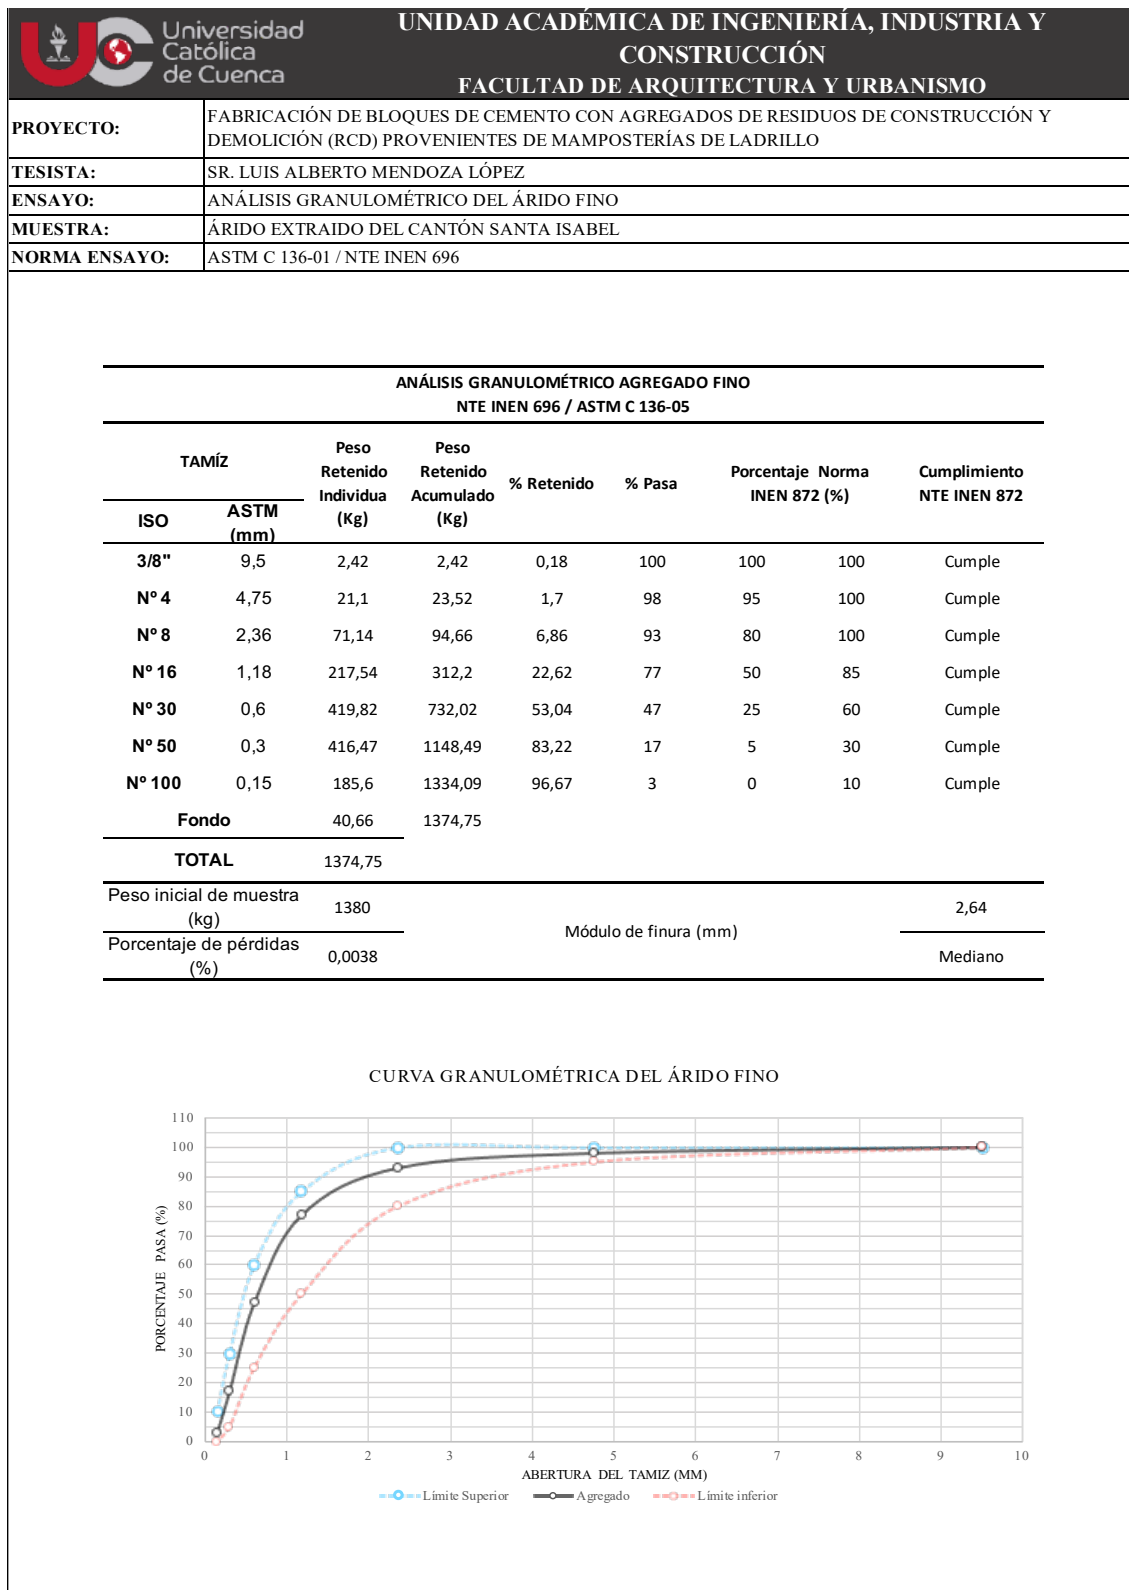 Universidad
Católica
de Cuenca
UNIDAD ACADÉMICA DE INGENIERÍA, INDUSTRIA Y
CONSTRUCCIÓN
FACULTAD DE ARQUITECTURA Y URBANISMO
PROYECTO: FABRICACIÓN DE BLOQUES DE CEMENTO CON AGREGADOS DE RESIDUOS DE CONSTRUCCIÓN Y
DEMOLICIÓN (RCD) PROVENIENTES DE MAMPOSTERÍAS DE LADRILLO
TESISTA: SR. LUIS ALBERTO MENDOZA LÓPEZ
ENSAYO: ANÁLISIS GRANULOMÉTRICO DEL ÁRIDO FINO
MUESTRA: ÁRIDO EXTRAIDO DEL CANTÓN SANTA ISABEL
NORMA ENSAYO: ASTM C 136-01 / NTE INEN 696
ANÁLISIS GRANULOMÉTRICO AGREGADO FINO
NTE INEN 696 / ASTM C 136-05
TAMÍZ
ISO
ASTM
(mm)
Peso
Retenido
Individua
(Kg)
Peso
Retenido
Acumulado
(Kg)
% Retenido
% Pasa
Porcentaje Norma
INEN 872 (%)
Cumplimiento
NTE INEN 872
3/8" 9,5 2,42 2,42 0,18 100 100 100 Cumple
Nº 4 4,75 21,1 23,52 1,7 98 95 100 Cumple
Nº 8 2,36 71,14 94,66 6,86 93 80 100 Cumple
Nº 16 1,18 217,54 312,2 22,62 77 50 85 Cumple
Nº 30 0,6 419,82 732,02 53,04 47 25 60 Cumple
Nº 50 0,3 416,47 1148,49 83,22 17 5 30 Cumple
Nº 100 0,15 185,6 1334,09 96,67 3 0 10 Cumple
Fondo 40,66 1374,75
TOTAL 1374,75
Peso inicial de muestra
(kg)
1380
Porcentaje de pérdidas
(%)
0,0038
Módulo de finura (mm)
2,64
Mediano
CURVA GRANULOMÉTRICA DEL ÁRIDO FINO
PORCENTAJE PASA (%)
110
100
90
80
70
60
50
40
30
20
10
0
0 1 2 3 4 5 6 7 8 9 10
ABERTURA DEL TAMIZ (MM)
Límite Superior Agregado Límite inferior